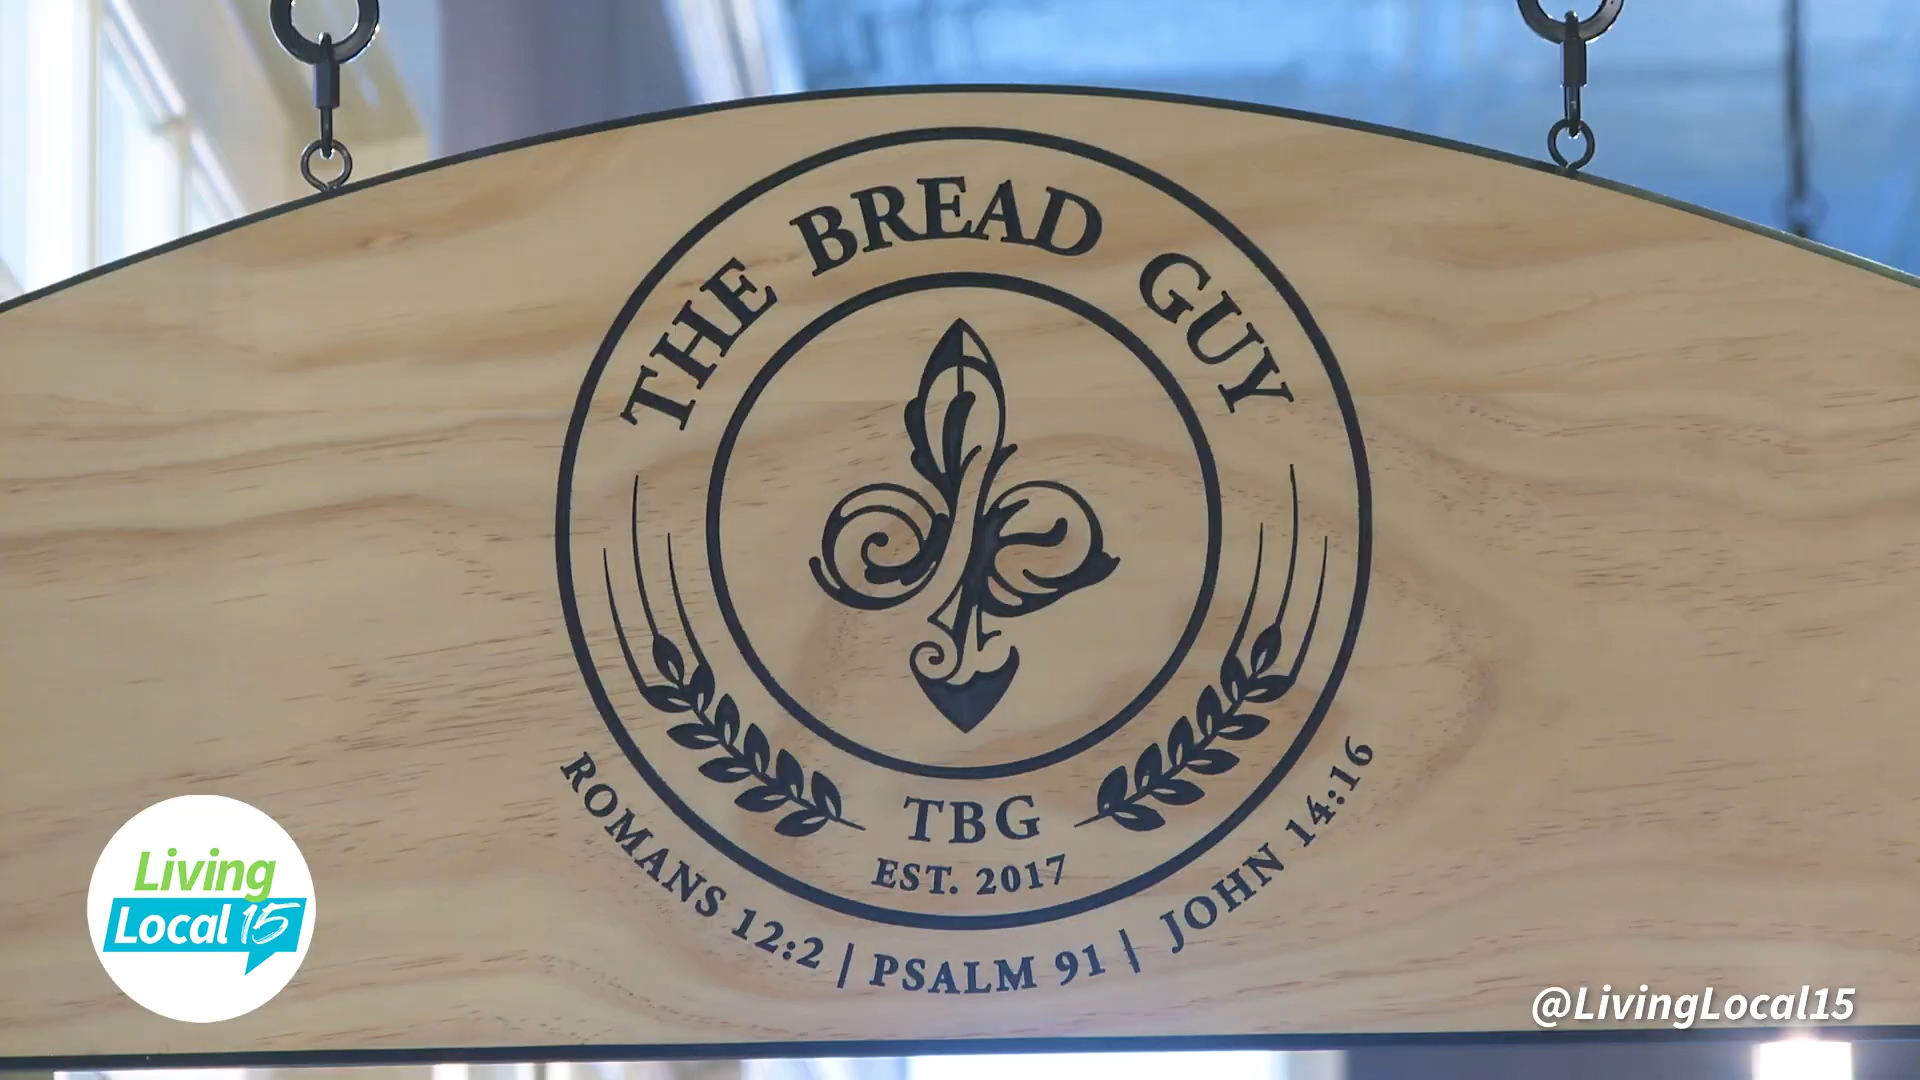 THE BREAD GUY
TBG
EST. 2017
ROMANS 12:2 | PSALM 91 | JOHN 14:16
Living
Local 15
@LivingLocal15